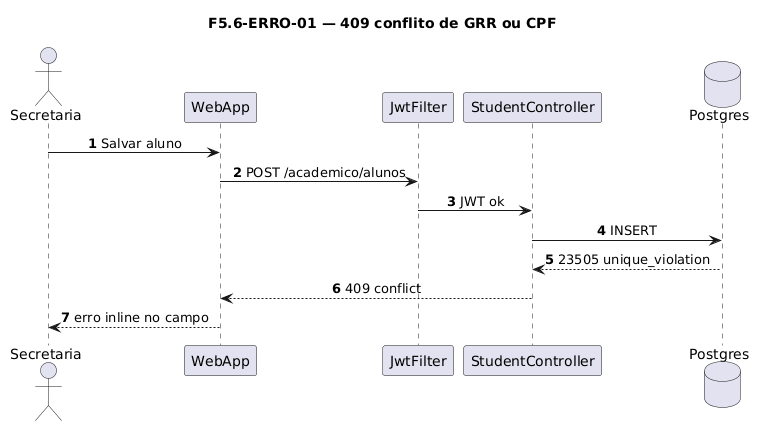 F5.6-ERRO-01 — 409 conflito de GRR ou CPF
Secretaria
WebApp
JwtFilter
StudentController
Postgres
1 Salvar aluno
2 POST /academico/alunos
3 JWT ok
4 INSERT
5 23505 unique_violation
6 409 conflict
7 erro inline no campo
Secretaria
WebApp
JwtFilter
StudentController
Postgres